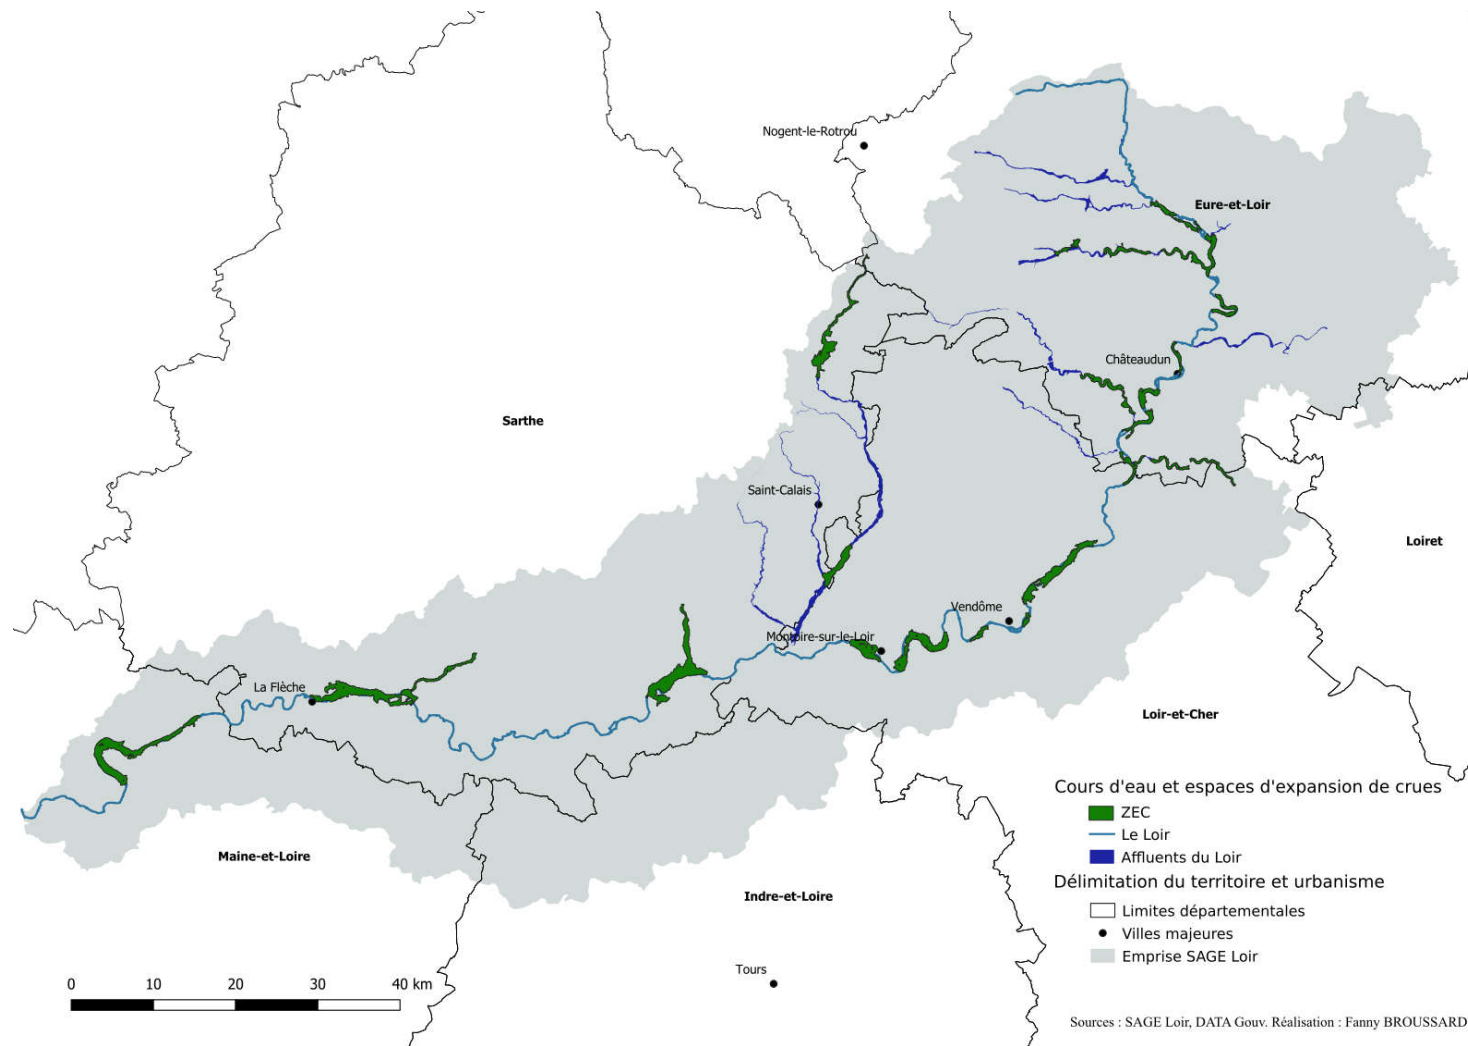 Nogent-le-Rotrou
Eure-et-Loir
Châteaudun
Sarthe
Saint-Calais
Loiret
Vendôme
Montoire-sur-le-Loir
La Flèche
Loir-et-Cher
Maine-et-Loire
Indre-et-Loire
Tours
Cours d'eau et espaces d'expansion de crues
ZEC
Le Loir
Affluents du Loir
Délimitation du territoire et urbanisme
Limites départementales
Villes majeures
Emprise SAGE Loir
0 10 20 30 40 km
Sources : SAGE Loir, DATA Gouv. Réalisation : Fanny BROUSSARD